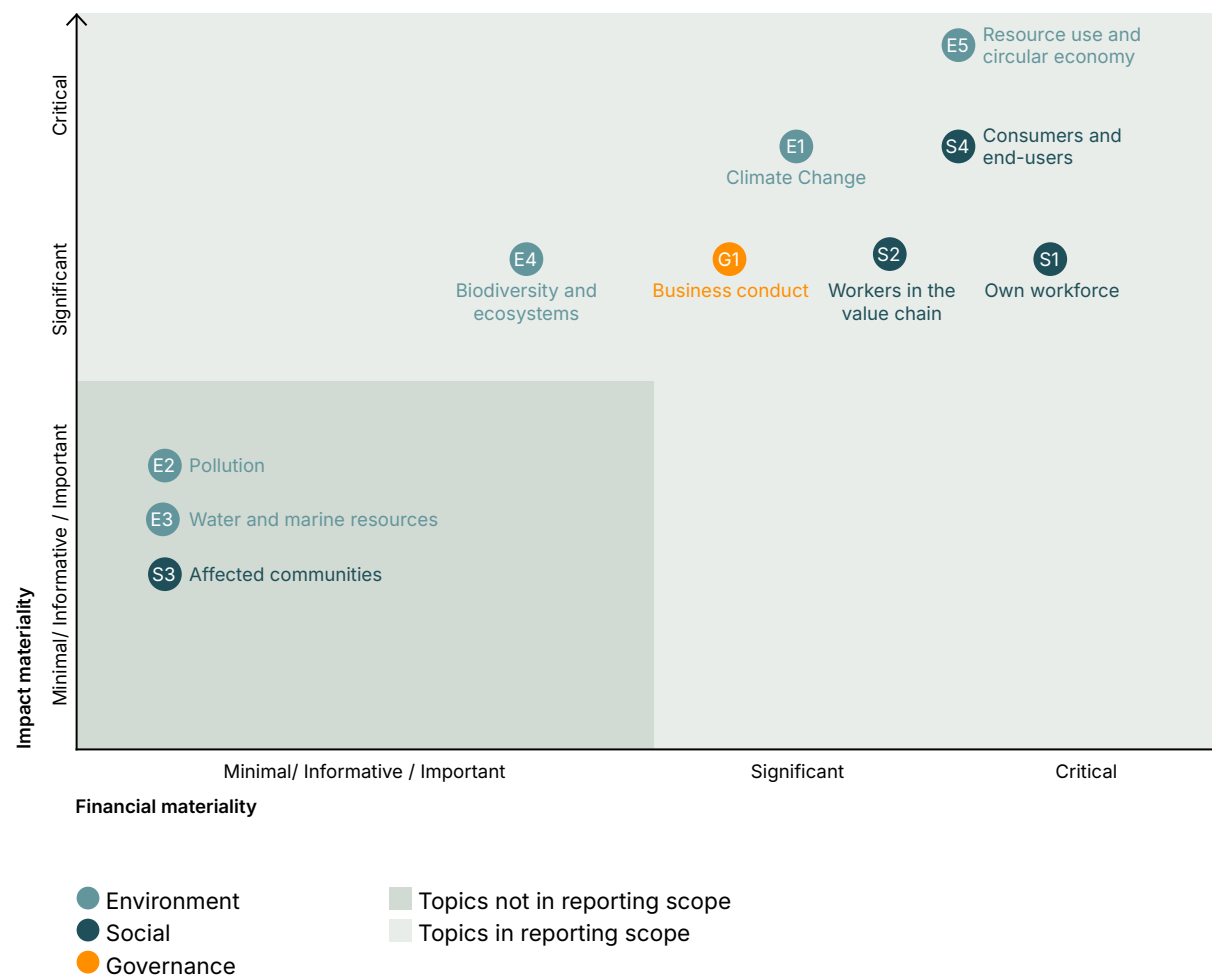 Critical
Significant
Minimal/ Informative / Important
Impact materiality
E5
Resource use and
circular economy
E1
Climate Change
S4
Consumers and
end-users
E4
Biodiversity and
ecosystems
G1
Business conduct
S2
Workers in the
value chain
S1
Own workforce
E2 Pollution
E3 Water and marine resources
S3 Affected communities
Minimal/ Informative / Important
Significant
Critical
Financial materiality
Environment
Social
Governance
Topics not in reporting scope
Topics in reporting scope